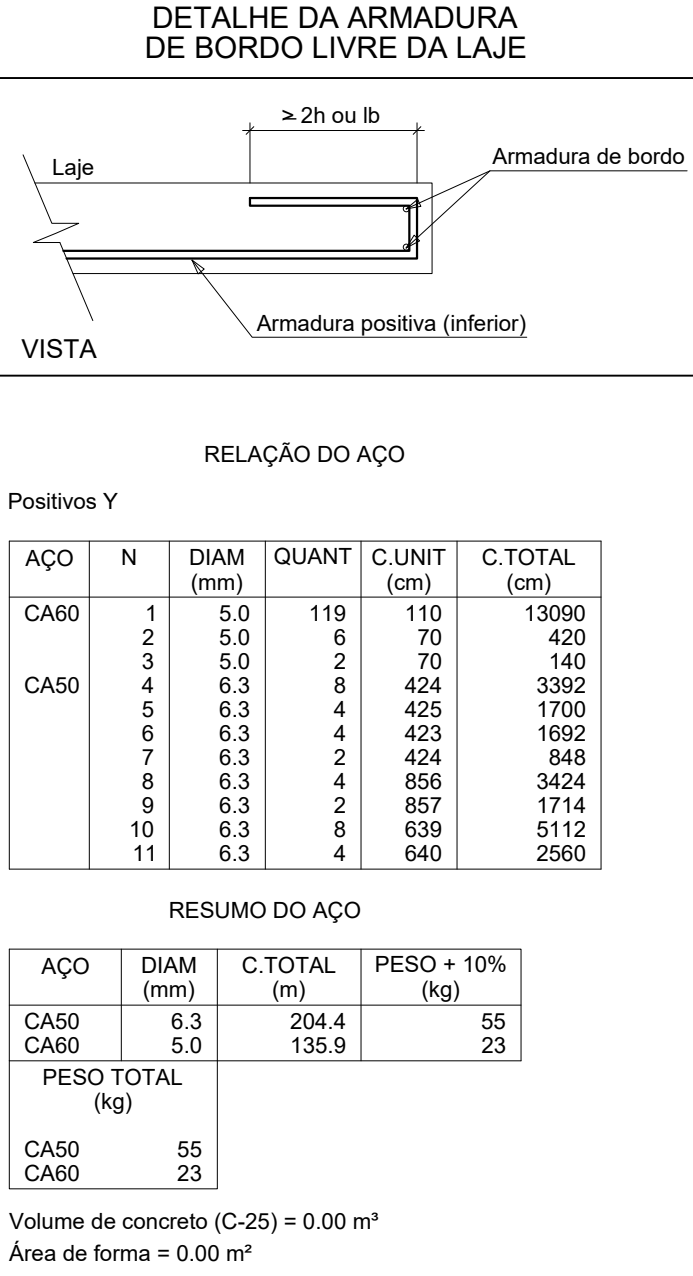 DETALHE DA ARMADURA
DE BORDO LIVRE DA LAJE
≥ 2h ou lb
Laje
Armadura de bordo
Armadura positiva (inferior)
VISTA
RELAÇÃO DO AÇO
Positivos Y
AÇO N DIAM QUANT C.UNIT C.TOTAL
(mm) (cm) (cm)
CA60 1 5.0 119 110 13090
2 5.0 6 70 420
3 5.0 2 70 140
CA50 4 6.3 8 424 3392
5 6.3 4 425 1700
6 6.3 4 423 1692
7 6.3 2 424 848
8 6.3 4 856 3424
9 6.3 2 857 1714
10 6.3 8 639 5112
11 6.3 4 640 2560
RESUMO DO AÇO
AÇO DIAM C.TOTAL PESO + 10%
(mm) (m) (kg)
CA50 6.3 204.4 55
CA60 5.0 135.9 23
PESO TOTAL
(kg)
CA50 55
CA60 23
Volume de concreto (C-25) = 0.00 m³
Área de forma = 0.00 m²